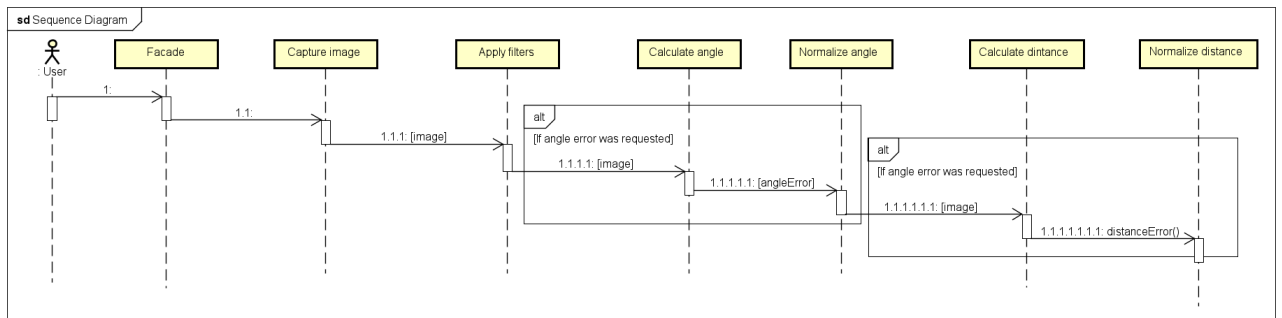 sd Sequence Diagram
: User
Facade
Capture image
Apply filters
Calculate angle
Normalize angle
Calculate dintance
Normalize distance
1:
1.1:
1.1.1: [image]
alt
[If angle error was requested]
1.1.1.1: [image]
1.1.1.1.1: [angleError]
alt
[If angle error was requested]
1.1.1.1.1.1: [image]
1.1.1.1.1.1.1: distanceError()